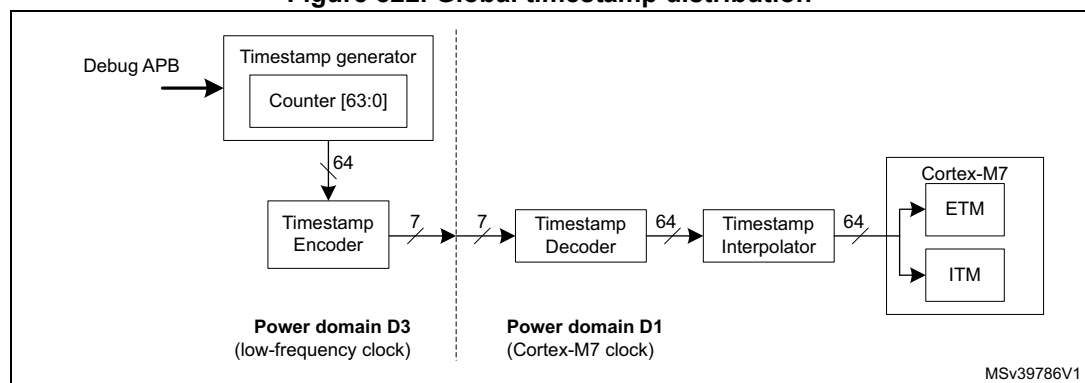 Timestamp generator
Debug APB
Counter [63:0]
64
Cortex-M7
ETM
Timestamp
Encoder
7
7
Timestamp
Decoder
64
Timestamp
Interpolator
64
ITM
Power domain D3
(low-frequency clock)
Power domain D1
(Cortex-M7 clock)
MSv39786V1